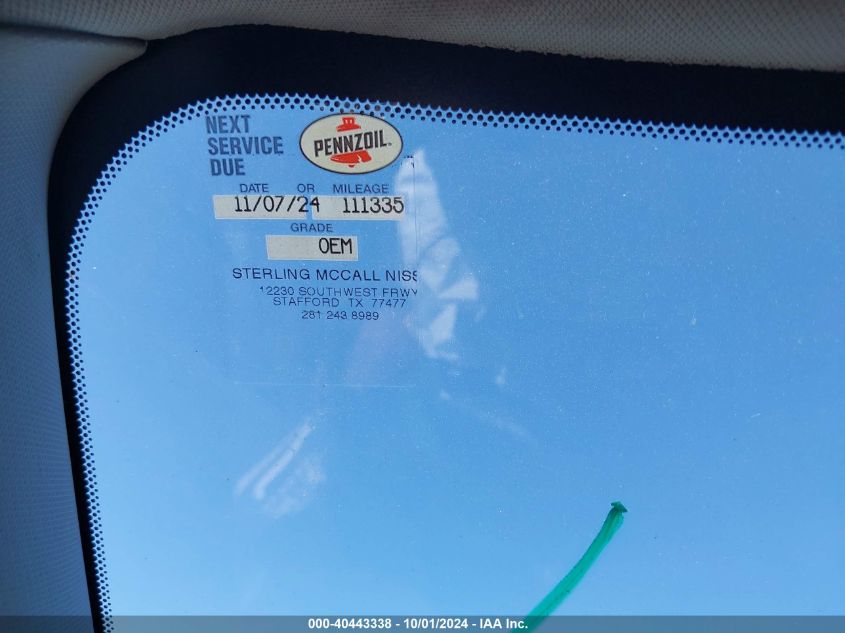 NEXT
SERVICE
DUE
PENNZOIL
DATE OR MILEAGE
11/07/24 111335
GRADE
OEM
STERLING MCCALL NISS
12230 SOUTHWEST FRWY
STAFFORD TX 77477
281 243 8989
000-40443338 - 10/01/2024 - IAA Inc.